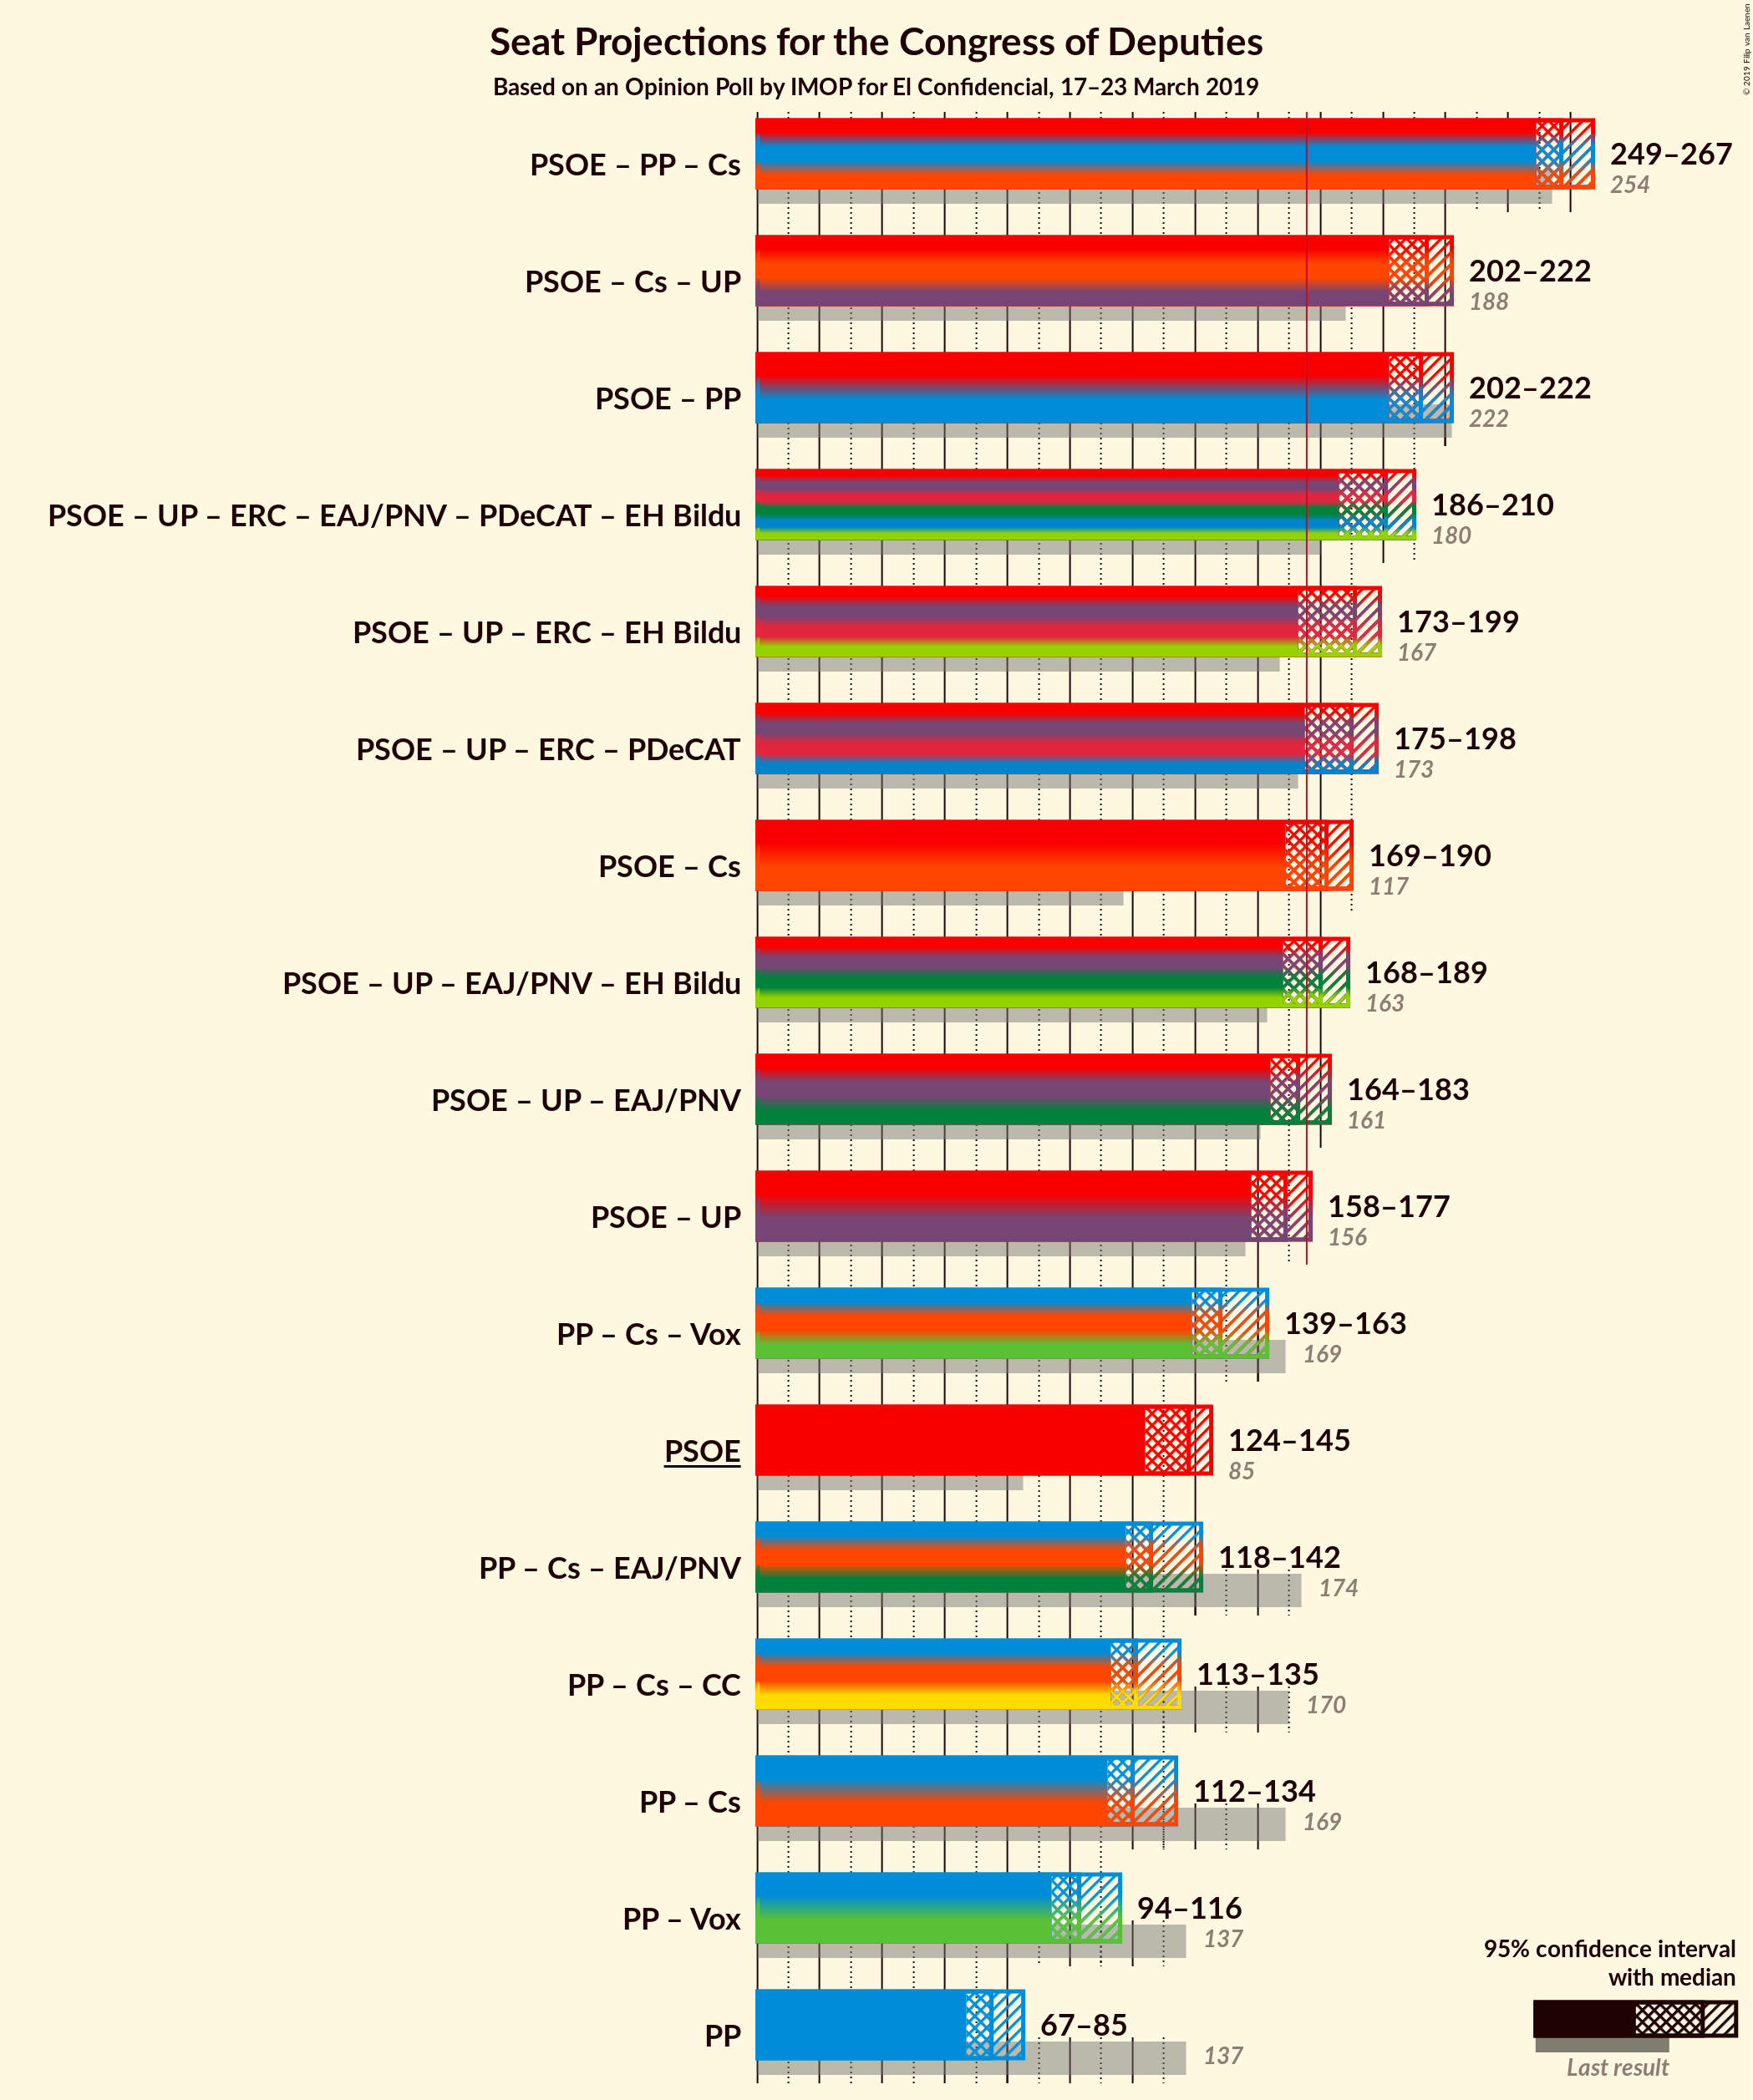 © 2019 Filip van Laenen
Seat Projections for the Congress of Deputies
Based on an Opinion Poll by IMOP for El Confidencial, 17–23 March 2019
PSOE – PP – Cs
249–267
254
PSOE – Cs – UP
202–222
188
PSOE – PP
202–222
222
PSOE – UP – ERC – EAJ/PNV – PDeCAT – EH Bildu
186–210
180
PSOE – UP – ERC – EH Bildu
173–199
167
PSOE – UP – ERC – PDeCAT
175–198
173
PSOE – Cs
169–190
117
PSOE – UP – EAJ/PNV – EH Bildu
168–189
163
PSOE – UP – EAJ/PNV
164–183
161
PSOE – UP
158–177
156
PP – Cs – Vox
139–163
169
PSOE
124–145
85
PP – Cs – EAJ/PNV
118–142
174
PP – Cs – CC
113–135
170
PP – Cs
112–134
169
PP – Vox
94–116
137
PP
67–85
137
95% confidence interval
with median
Last result